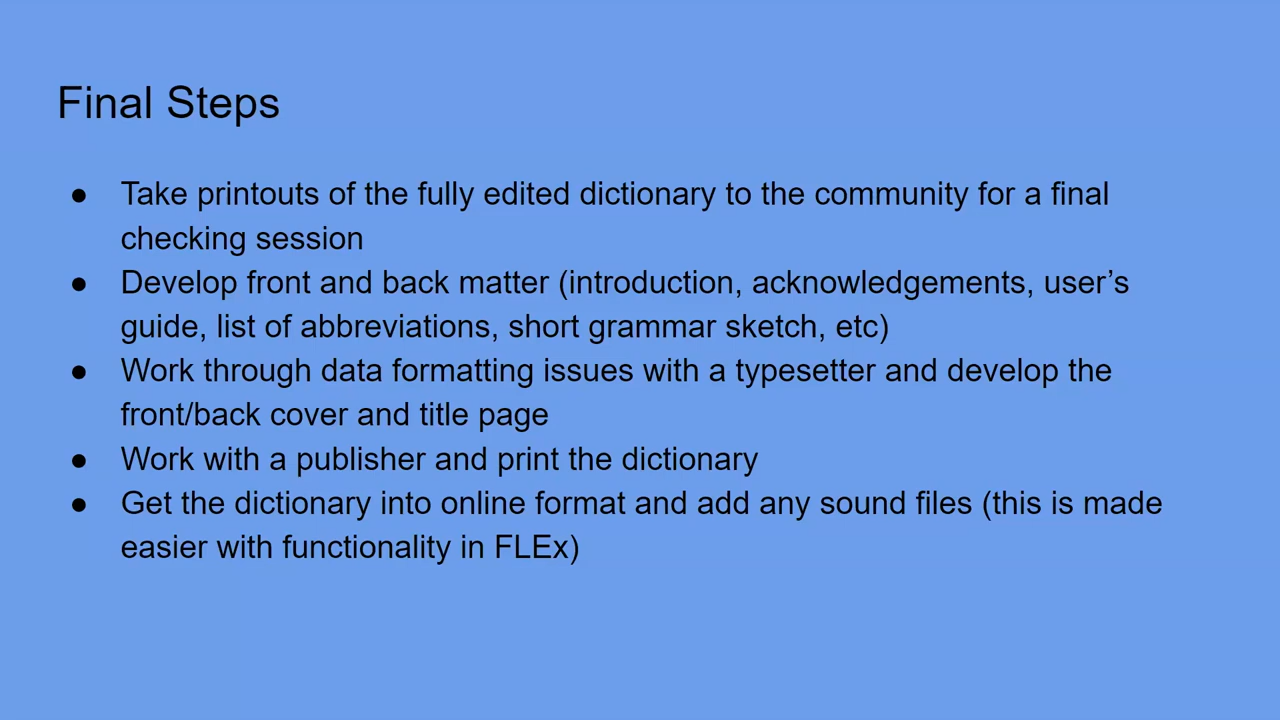 Final Steps
● Take printouts of the fully edited dictionary to the community for a final
checking session
● Develop front and back matter (introduction, acknowledgements, user’s
guide, list of abbreviations, short grammar sketch, etc)
● Work through data formatting issues with a typesetter and develop the
front/back cover and title page
● Work with a publisher and print the dictionary
● Get the dictionary into online format and add any sound files (this is made
easier with functionality in FLEx)